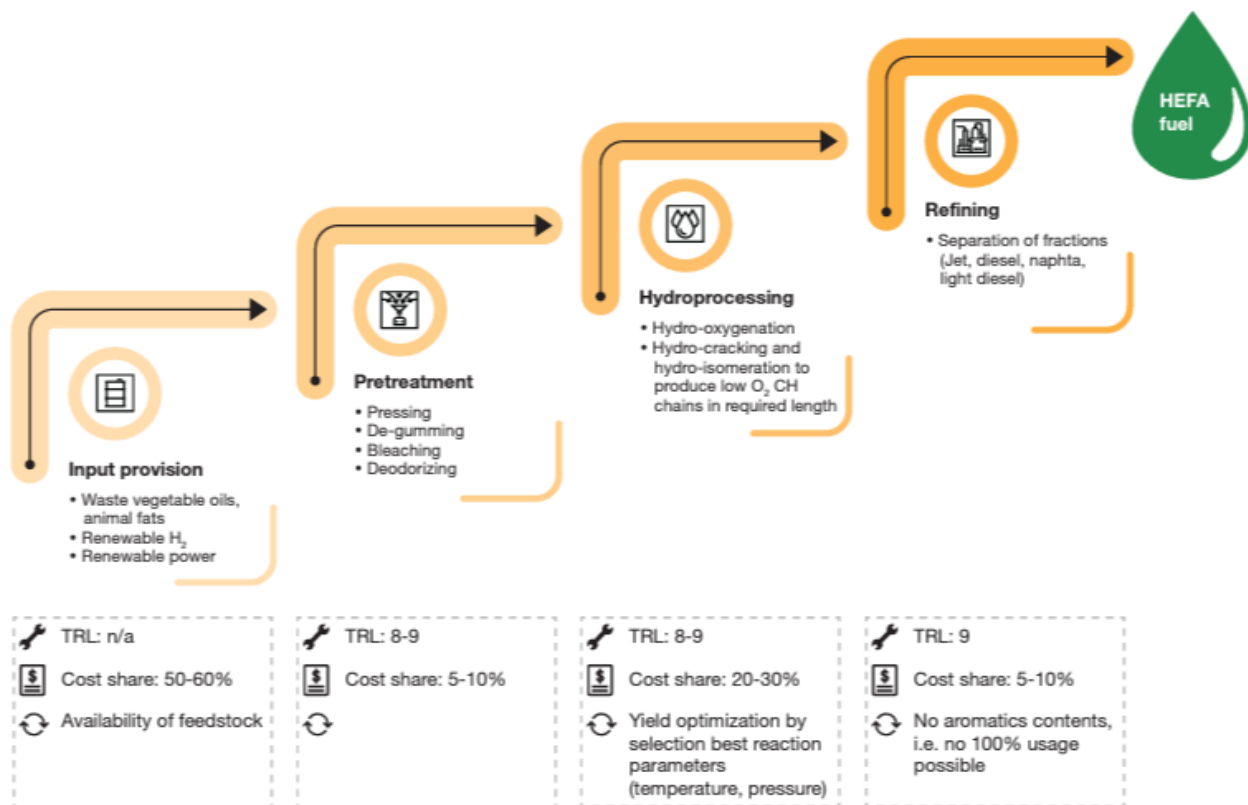 HEFA
fuel
Refining
• Separation of fractions
(Jet, diesel, naphta,
light diesel)
Hydroprocessing
• Hydro-oxygenation
• Hydro-cracking and
hydro-isomeration to
produce low O₂ CH
chains in required length
Pretreatment
• Pressing
• De-gumming
• Bleaching
• Deodorizing
Input provision
• Waste vegetable oils,
animal fats
• Renewable H₂
• Renewable power
TRL: n/a
$ Cost share: 50-60%
Availability of feedstock
TRL: 8-9
$ Cost share: 5-10%
TRL: 8-9
$ Cost share: 20-30%
Yield optimization by
selection best reaction
parameters
(temperature, pressure)
TRL: 9
$ Cost share: 5-10%
No aromatics contents,
i.e. no 100% usage
possible